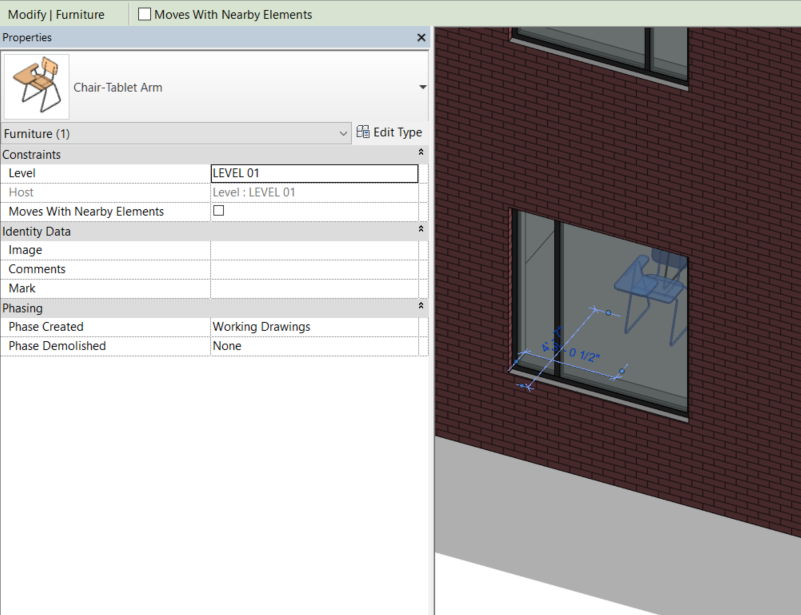 Modify | Furniture
Moves With Nearby Elements
Properties
Chair-Tablet Arm
Furniture (1)
Edit Type
Constraints
Level LEVEL 01
Host Level : LEVEL 01
Moves With Nearby Elements
Identity Data
Image
Comments
Mark
Phasing
Phase Created Working Drawings
Phase Demolished None
0 1/2"